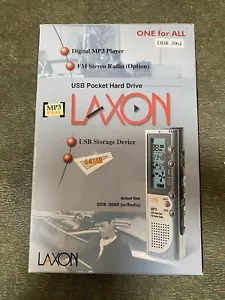 ONE for ALL
DDR-3064
Digital MP3 Player
FM Stereo Radio (Option)
USB Pocket Hard Drive
MP3
LAXON
USB Storage Device
64MB
Actual Size
DDR-3000 (w/Radio)
LAXON